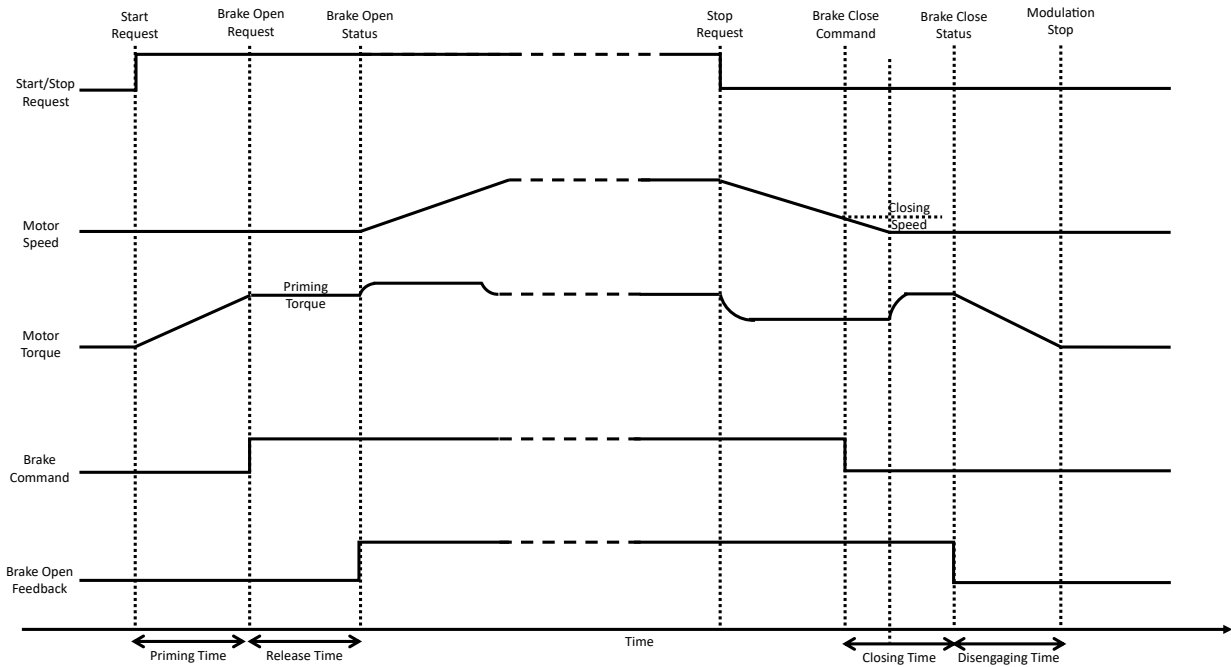 Start
Request
Brake Open
Request
Brake Open
Status
Stop
Request
Brake Close
Command
Brake Close
Status
Modulation
Stop
Start/Stop
Request
Motor
Speed
Closing
Speed
Motor
Torque
Priming
Torque
Brake
Command
Brake Open
Feedback
Priming Time
Release Time
Time
Closing Time
Disengaging Time